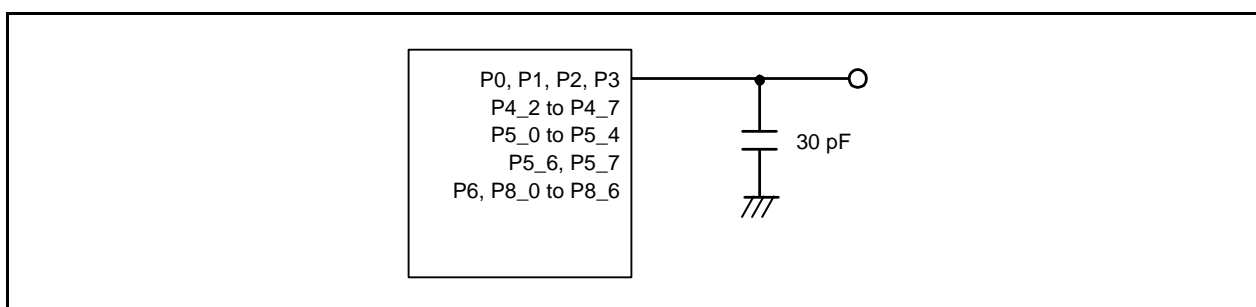 P0, P1, P2, P3
P4_2 to P4_7
P5_0 to P5_4
P5_6, P5_7
P6, P8_0 to P8_6
30 pF